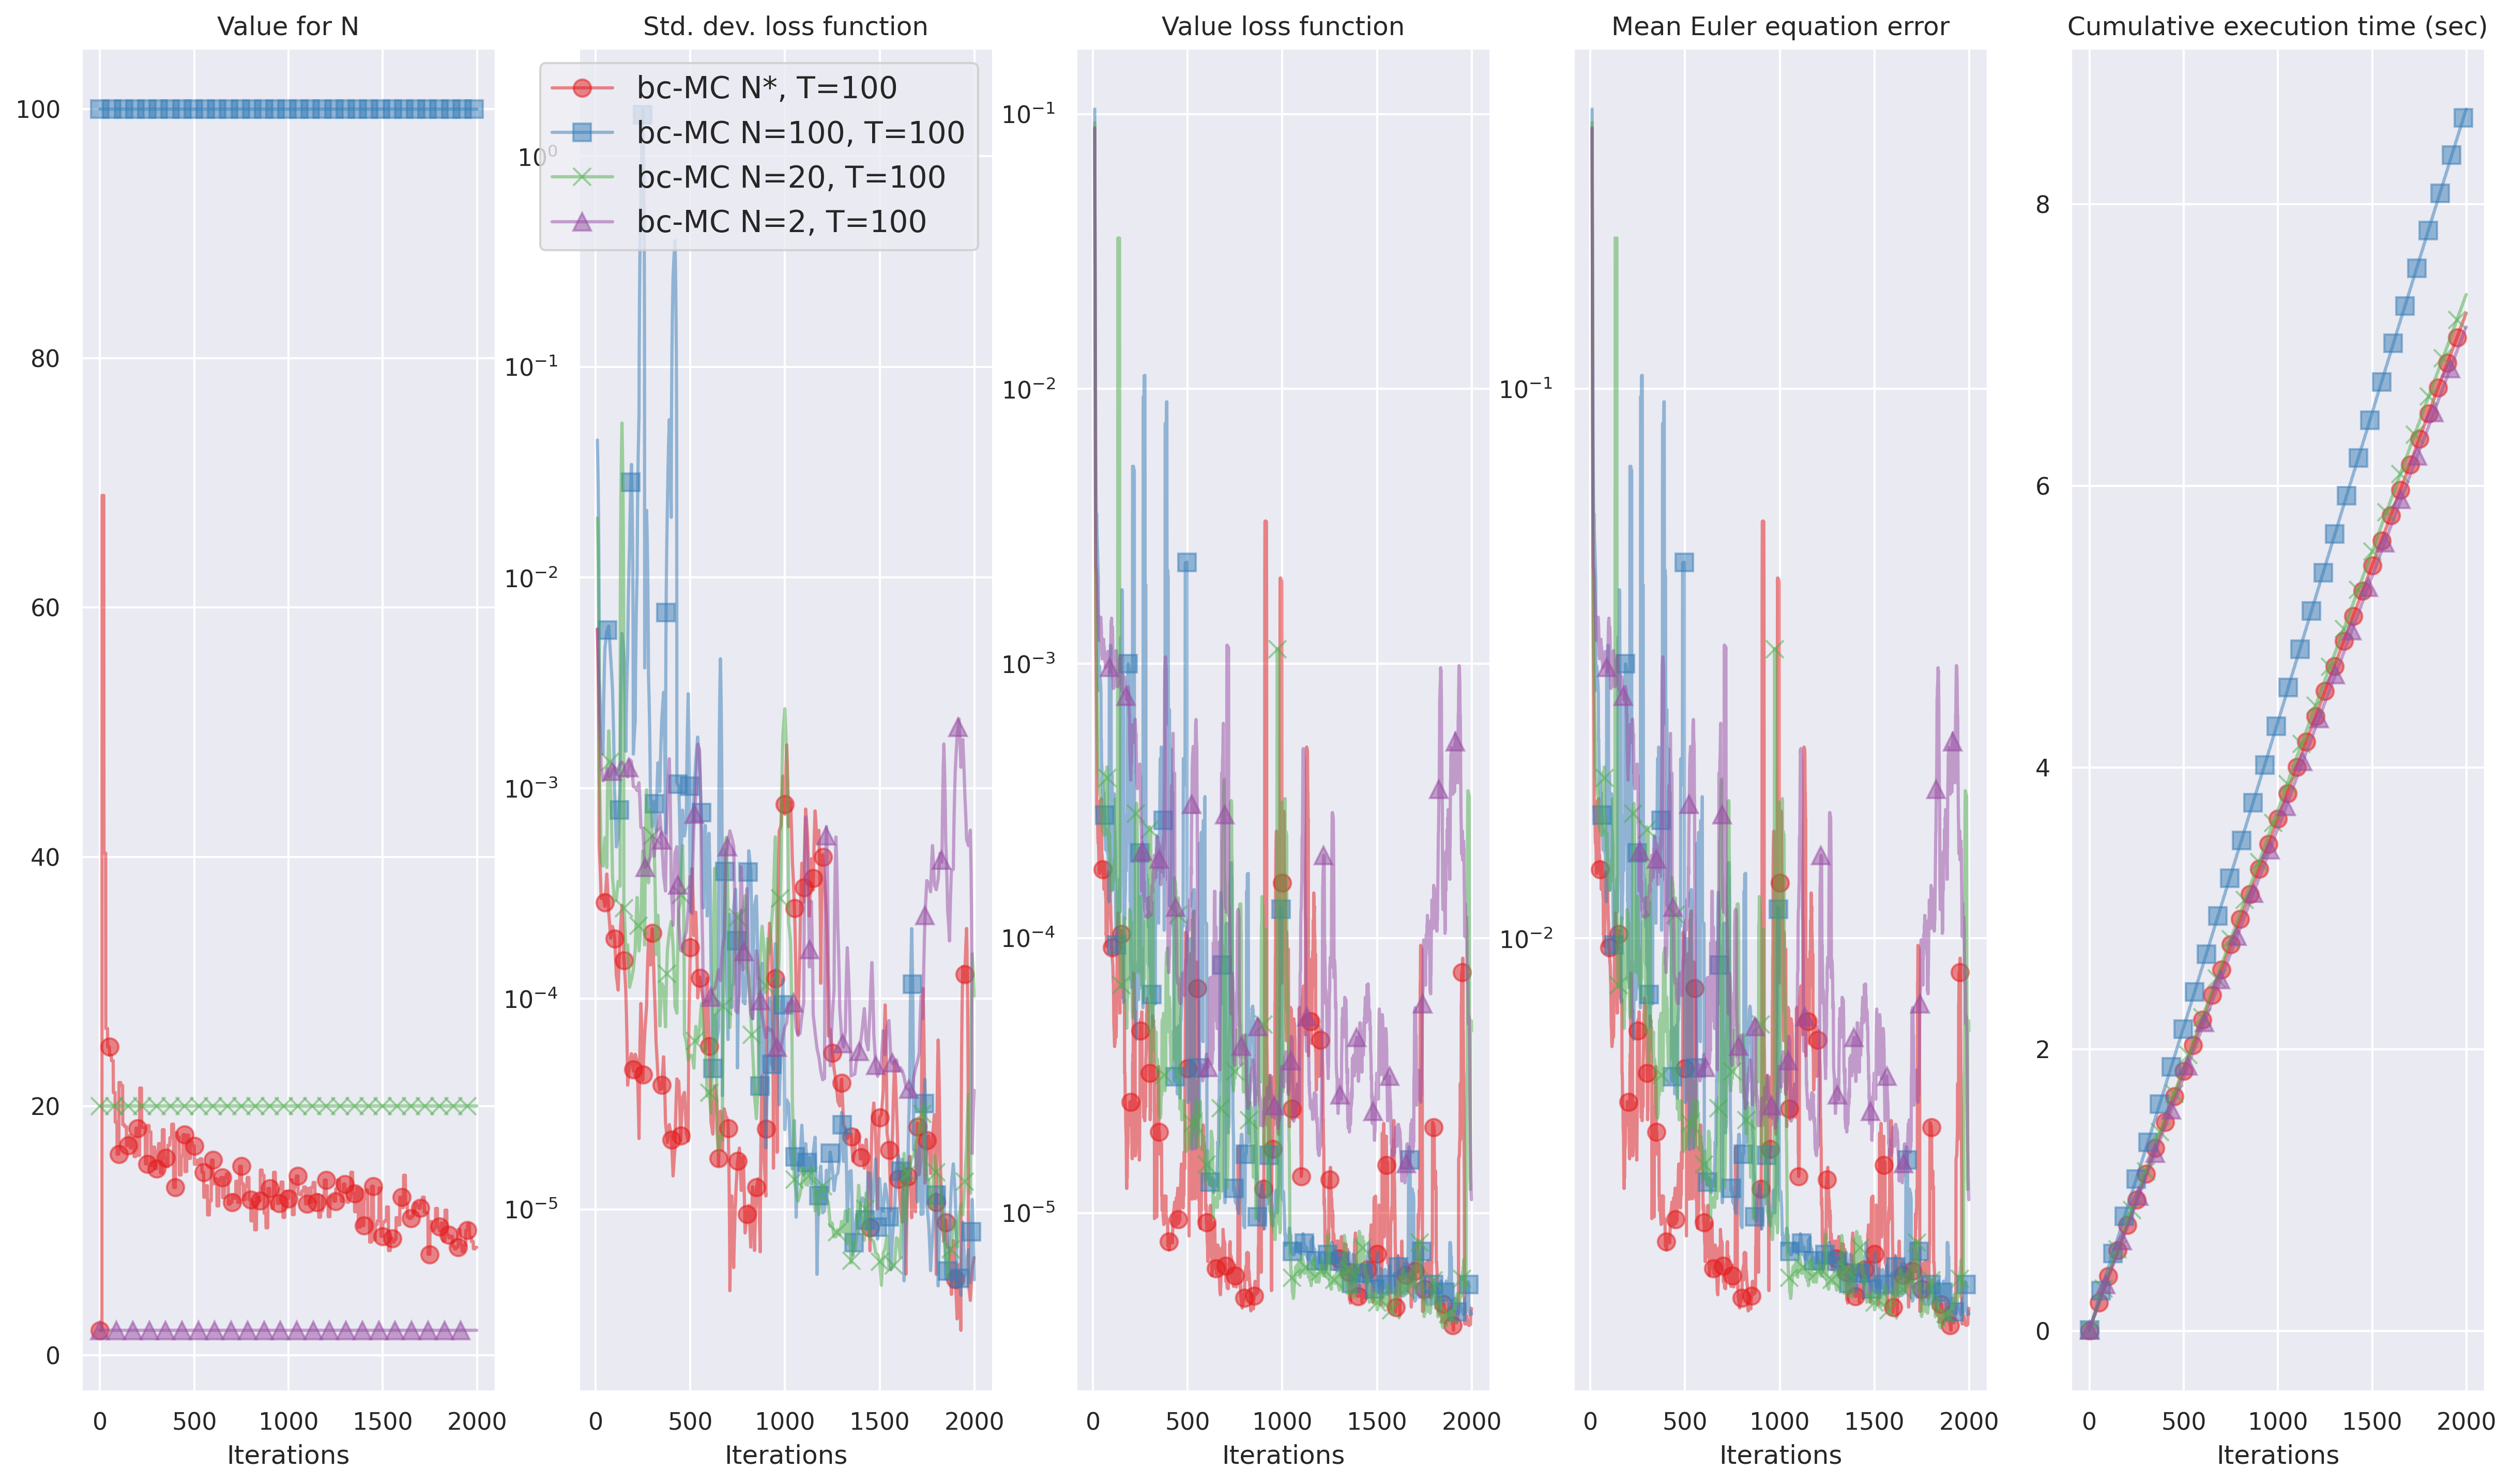 Value for N
Std. dev. loss function
Value loss function
Mean Euler equation error
Cumulative execution time (sec)
100
80
60
40
20
0
0 500 1000 1500 2000
Iterations
bc-MC N*, T=100
bc-MC N=100, T=100
bc-MC N=20, T=100
bc-MC N=2, T=100
10⁰
10⁻¹
10⁻²
10⁻³
10⁻⁴
10⁻⁵
0 500 1000 1500 2000
Iterations
10⁻¹
10⁻²
10⁻³
10⁻⁴
10⁻⁵
0 500 1000 1500 2000
Iterations
10⁻¹
10⁻²
0 500 1000 1500 2000
Iterations
8
6
4
2
0
0 500 1000 1500 2000
Iterations